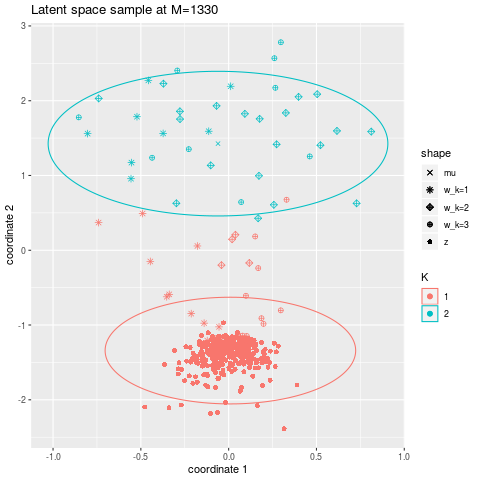 Latent space sample at M=1330
3
2
1
0
-1
-2
coordinate 2
-1.0 -0.5 0.0 0.5 1.0
coordinate 1
shape
mu
w_k=1
w_k=2
w_k=3
z
K
1
2